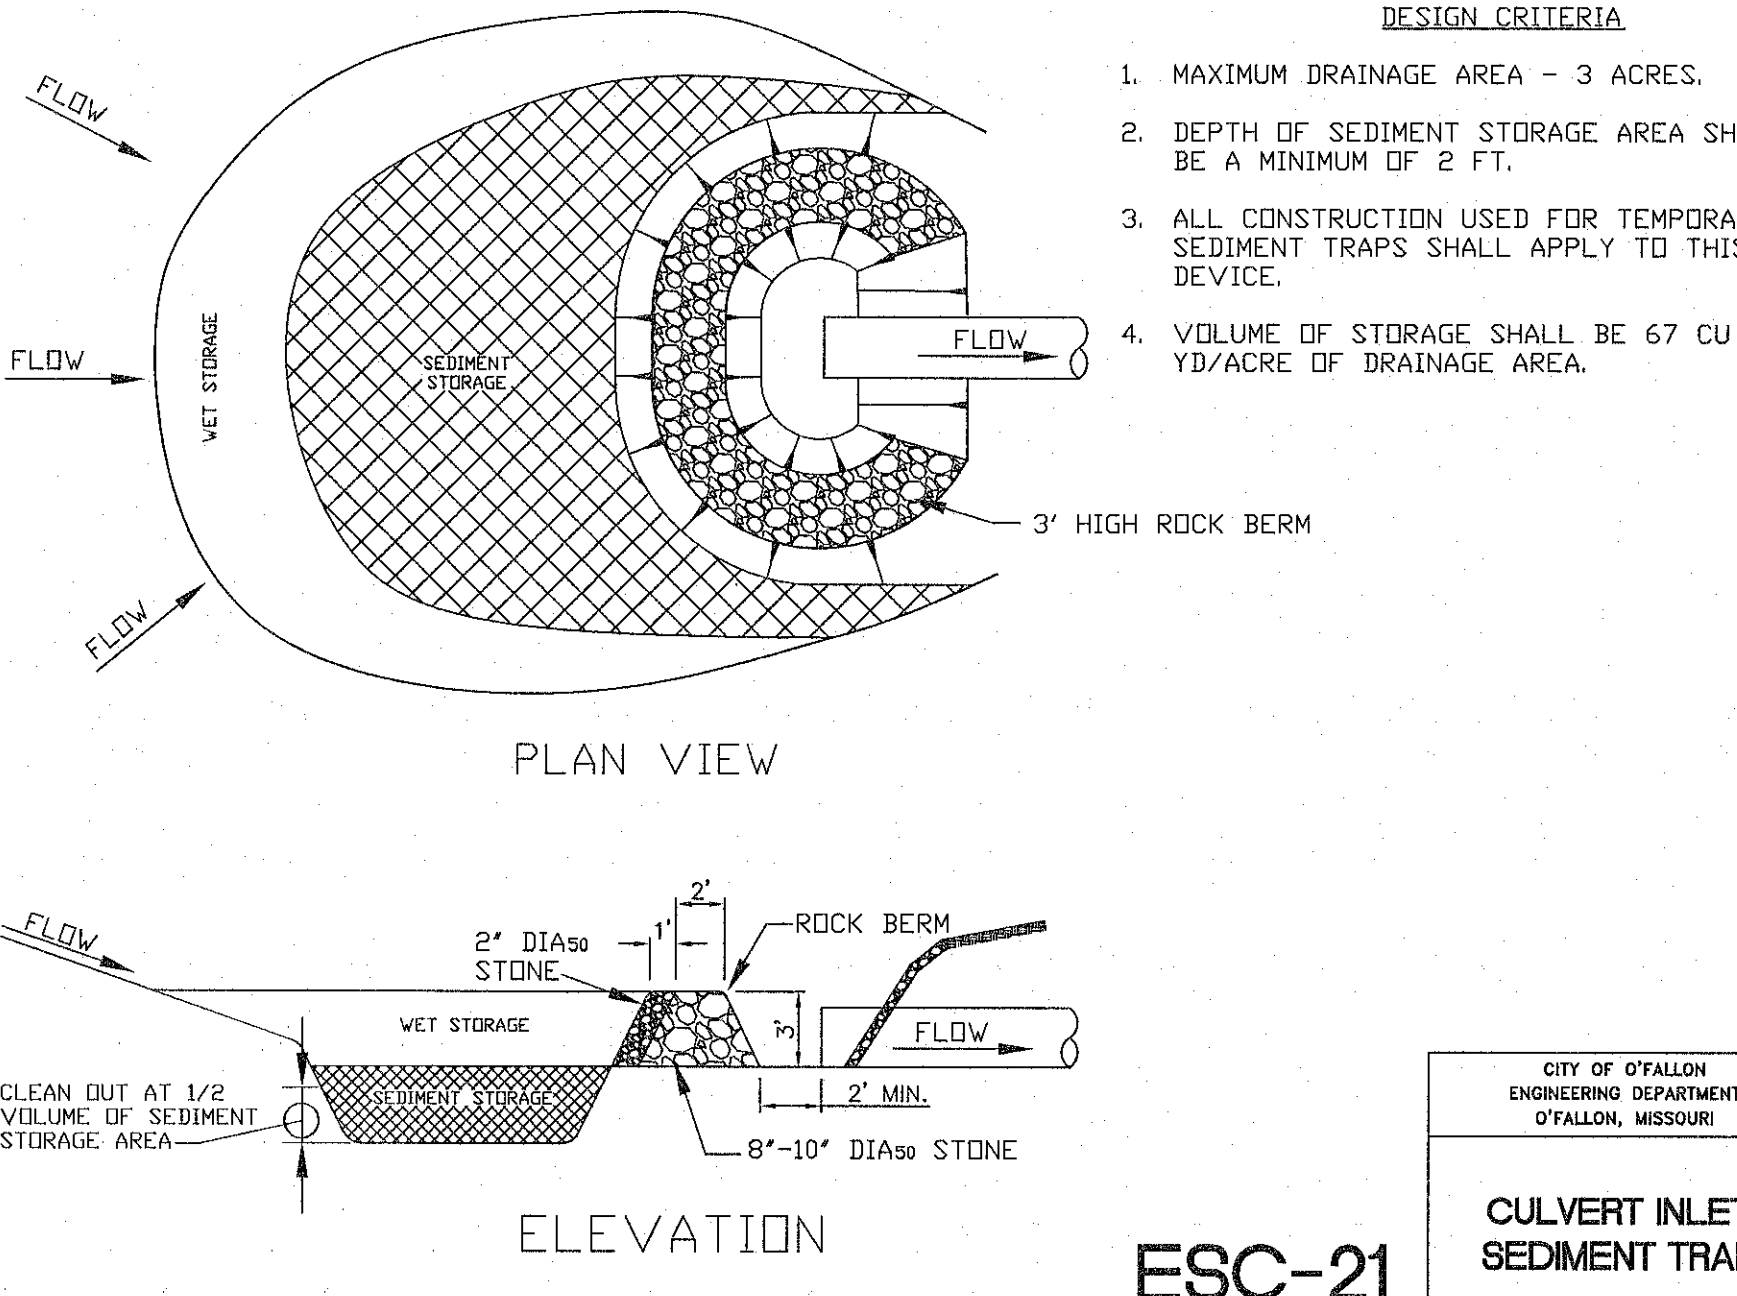 DESIGN CRITERIA
1. MAXIMUM DRAINAGE AREA - 3 ACRES.
2. DEPTH OF SEDIMENT STORAGE AREA SH
BE A MINIMUM OF 2 FT.
3. ALL CONSTRUCTION USED FOR TEMPORA
SEDIMENT TRAPS SHALL APPLY TO THIS
DEVICE.
4. VOLUME OF STORAGE SHALL BE 67 CU
YD/ACRE OF DRAINAGE AREA.
FLOW
FLOW
FLOW
WET STORAGE
SEDIMENT
STORAGE
FLOW
3' HIGH ROCK BERM
PLAN VIEW
FLOW
2" DIA50
STONE
1'
2'
ROCK BERM
WET STORAGE
3'
FLOW
CLEAN OUT AT 1/2
VOLUME OF SEDIMENT
STORAGE AREA
SEDIMENT STORAGE
2' MIN.
8"-10" DIA50 STONE
ELEVATION
CITY OF O'FALLON
ENGINEERING DEPARTMENT
O'FALLON, MISSOURI
CULVERT INLET
SEDIMENT TRAP
ESC-21